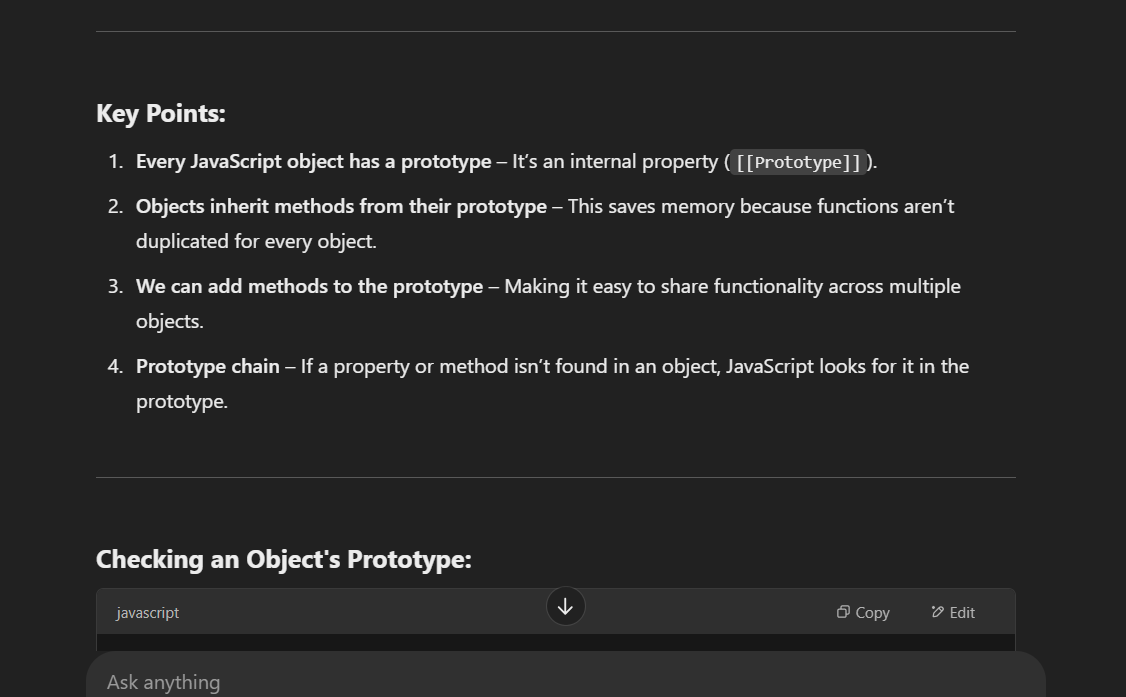 Key Points:
1. Every JavaScript object has a prototype – It’s an internal property ([[Prototype]]).
2. Objects inherit methods from their prototype – This saves memory because functions aren’t
duplicated for every object.
3. We can add methods to the prototype – Making it easy to share functionality across multiple
objects.
4. Prototype chain – If a property or method isn’t found in an object, JavaScript looks for it in the
prototype.
Checking an Object's Prototype:
javascript Copy Edit
Ask anything